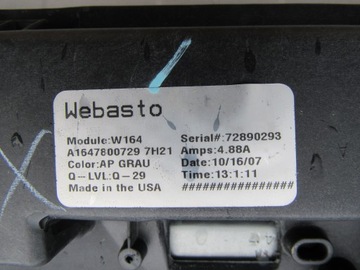 Webasto
Module:W164 Serial#:72890293
A1647800729 7H21 Amps:4.88A
Color:AP GRAU Date:10/16/07
Q-LVL:Q-29 Time:13:1:11
Made in the USA ################